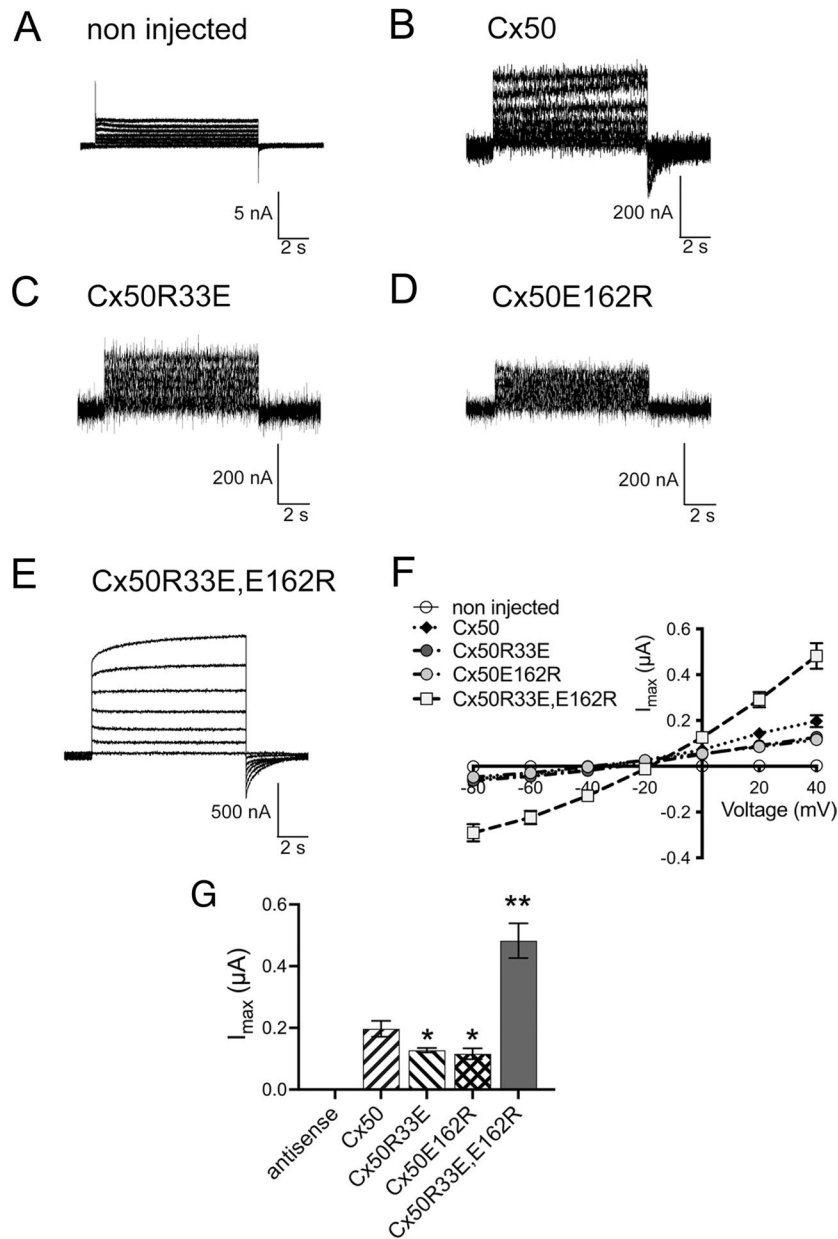 A
non injected
5 nA
2 s
B
Cx50
200 nA
2 s
C
Cx50R33E
200 nA
2 s
D
Cx50E162R
200 nA
2 s
E
Cx50R33E,E162R
500 nA
2 s
F
non injected
Cx50
Cx50R33E
Cx50E162R
Cx50R33E,E162R
Imax (µA)
0.6
0.4
0.2
-0.2
-0.4
-80
-60
-40
-20
20
40
Voltage (mV)
G
Imax (µA)
0.6
0.4
0.2
0.0
*
*
**
antisense
Cx50
Cx50R33E
Cx50E162R
Cx50R33E,E162R